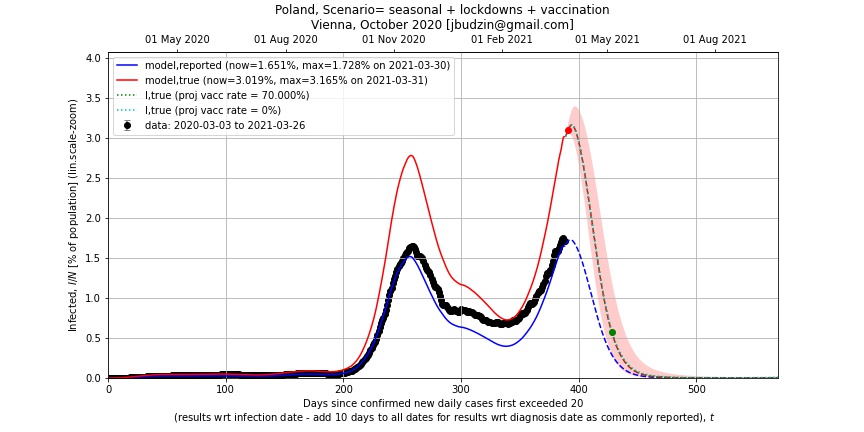 Poland, Scenario= seasonal + lockdowns + vaccination
Vienna, October 2020 [jbudzin@gmail.com]
01 May 2020 01 Aug 2020 01 Nov 2020 01 Feb 2021 01 May 2021 01 Aug 2021
model,reported (now=1.651%, max=1.728% on 2021-03-30)
model,true (now=3.019%, max=3.165% on 2021-03-31)
I,true (proj vacc rate = 70.000%)
I,true (proj vacc rate = 0%)
data: 2020-03-03 to 2021-03-26
Infected, I/N [% of population] (lin.scale-zoom)
4.0
3.5
3.0
2.5
2.0
1.5
1.0
0.5
0.0
0 100 200 300 400 500
Days since confirmed new daily cases first exceeded 20
(results wrt infection date - add 10 days to all dates for results wrt diagnosis date as commonly reported), t